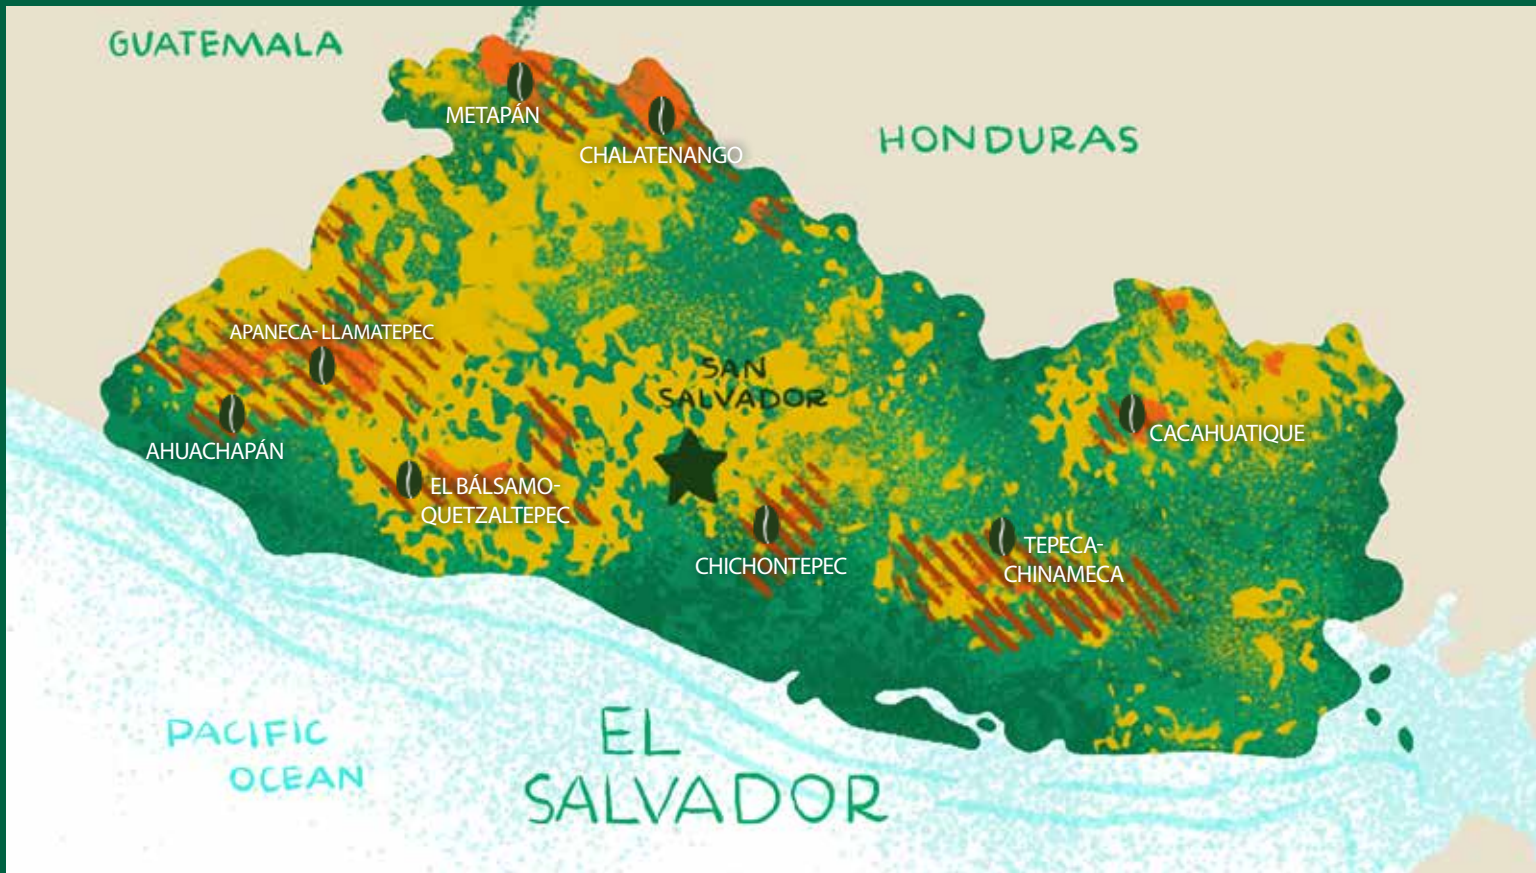 GUATEMALA
METAPÁN
HONDURAS
CHALATENANGO
APANECA- LLAMATEPEC
SAN
SALVADOR
AHUACHAPÁN
CACAHUATIQUE
EL BÁLSAMO-
QUETZALTEPEC
CHICHONTEPEC
TEPECA-
CHINAMECA
PACIFIC
OCEAN
EL
SALVADOR